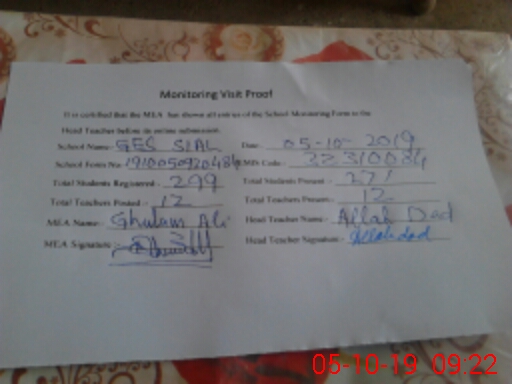 Monitoring Visit Proof
It is certified that the MEA has shown all entries of the School Monitoring Form to the
Head Teacher before its online submission.
School Name:- GES SIAL Date:- 05-10-2019
School Form No:- EMIS Code:- 32310084
Total Students Registered:- 299 Total Students Present:- 271
Total Teachers Posted:- 12 Total Teachers Present:- 12
MEA Name:- Ghulam Ali Head Teacher Name:- Allah Dad
MEA Signature:- Head Teacher Signature:- Allahdad
05-10-19 09:22